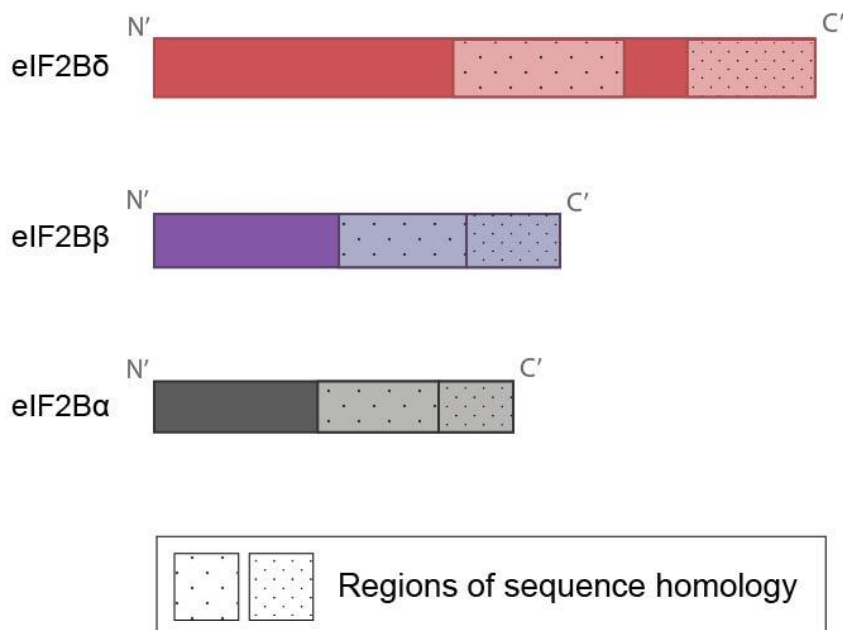 N' C'
eIF2Bδ
N' C'
eIF2Bβ
N' C'
eIF2Bα
Regions of sequence homology